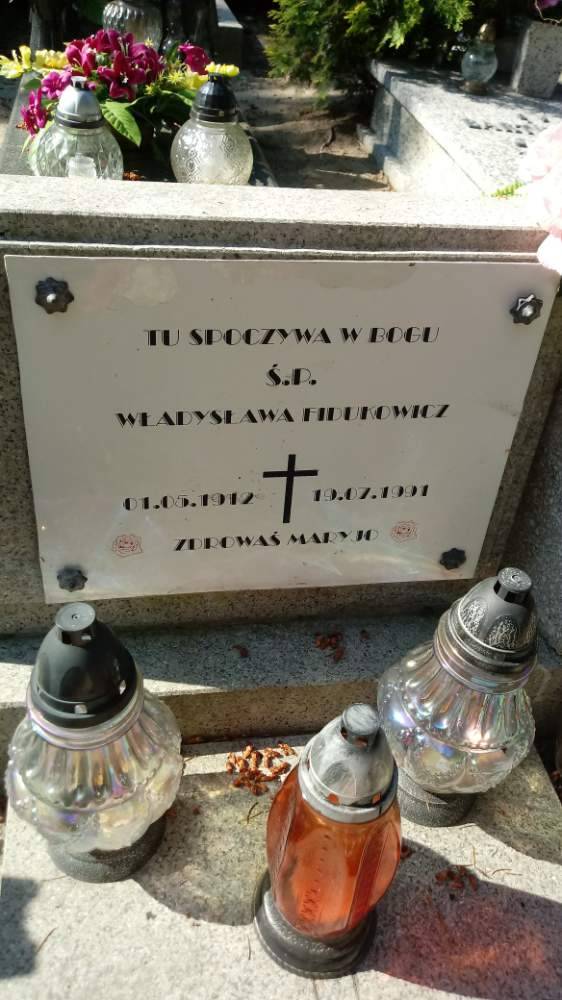 TU SPOCZYWA W BOGU
Ś.P.
WŁADYSŁAWA FIDUKOWICZ
01.05.1912 19.07.1991
ZDROWAŚ MARYJO